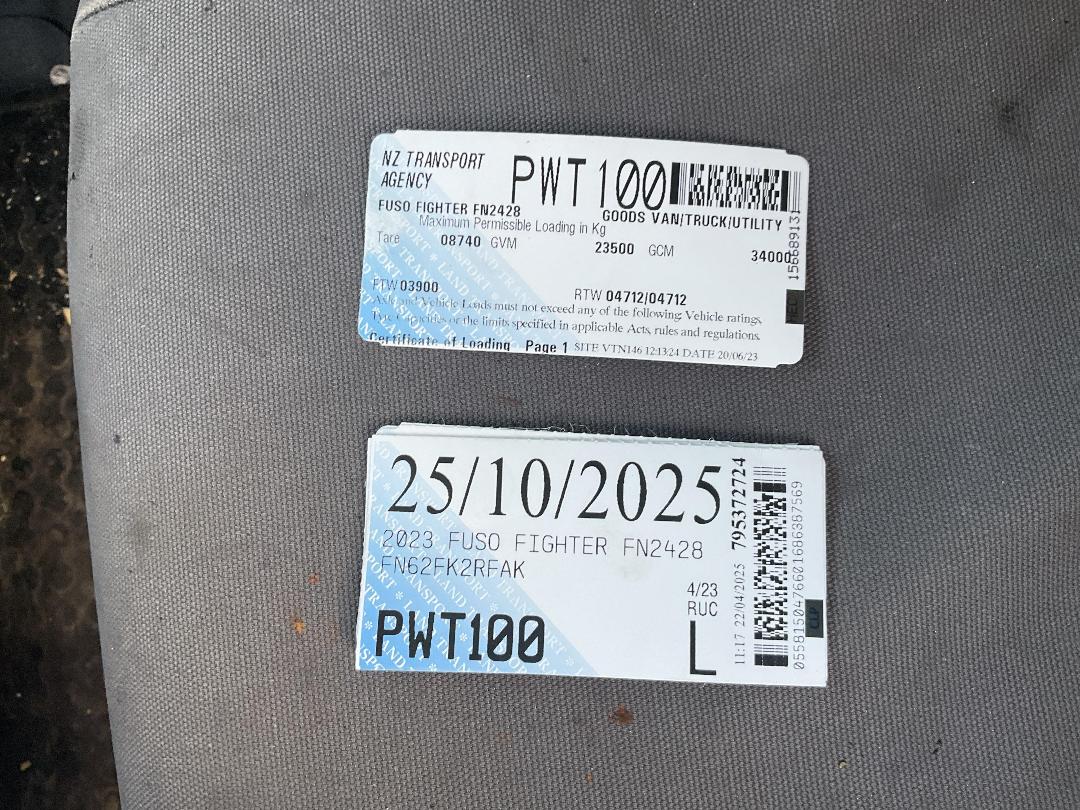 NZ TRANSPORT
AGENCY
PWT100
FUSO FIGHTER FN2428
GOODS VAN/TRUCK/UTILITY
Maximum Permissible Loading in Kg
Tare 08740 GVM 23500 GCM 34000
FTW 03900 RTW 04712/04712
Axle and Vehicle Loads must not exceed any of the following: Vehicle ratings,
Tyre Capacities or the limits specified in applicable Acts, rules and regulations.
Certificate of Loading Page 1 SITE VTN146 12:13:24 DATE 20/06/23
25/10/2025
2023 FUSO FIGHTER FN2428
FN62FK2RFAK
4/23
RUC
PWT100
L
11:17 22/04/2025 795372724